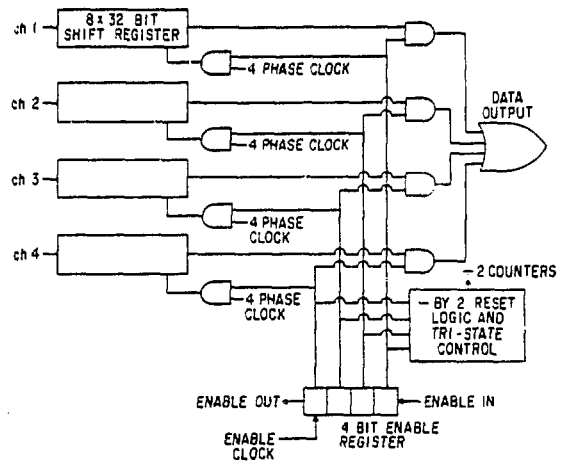 ch 1
8 x 32 BIT
SHIFT REGISTER
4 PHASE CLOCK
ch 2
4 PHASE CLOCK
DATA
OUTPUT
ch 3
4 PHASE
CLOCK
ch 4
4 PHASE
CLOCK
÷ 2 COUNTERS
— BY 2 RESET
LOGIC AND
TRI-STATE
CONTROL
ENABLE OUT
ENABLE IN
4 BIT ENABLE
REGISTER
ENABLE
CLOCK